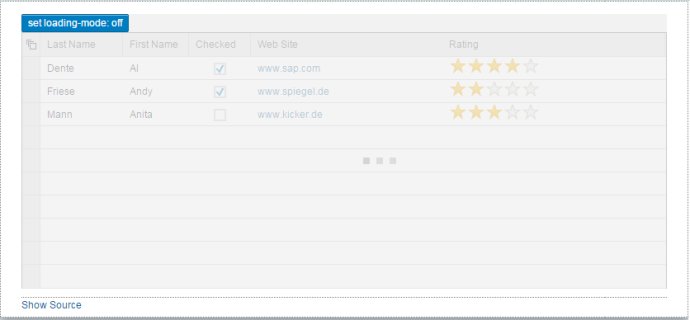 set loading-mode: off
Last Name First Name Checked Web Site Rating
Dente Al www.sap.com
Friese Andy www.spiegel.de
Mann Anita www.kicker.de
Show Source